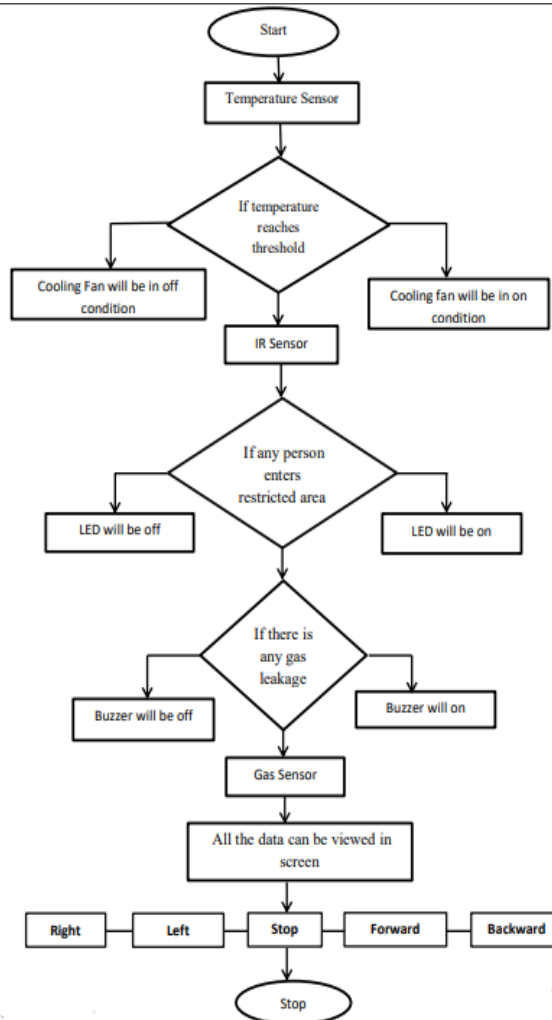 Start
Temperature Sensor
If temperature
reaches
threshold
Cooling Fan will be in off
condition
Cooling fan will be in on
condition
IR Sensor
If any person
enters
restricted area
LED will be off
LED will be on
If there is
any gas
leakage
Buzzer will be off
Buzzer will on
Gas Sensor
All the data can be viewed in
screen
Right
Left
Stop
Forward
Backward
Stop